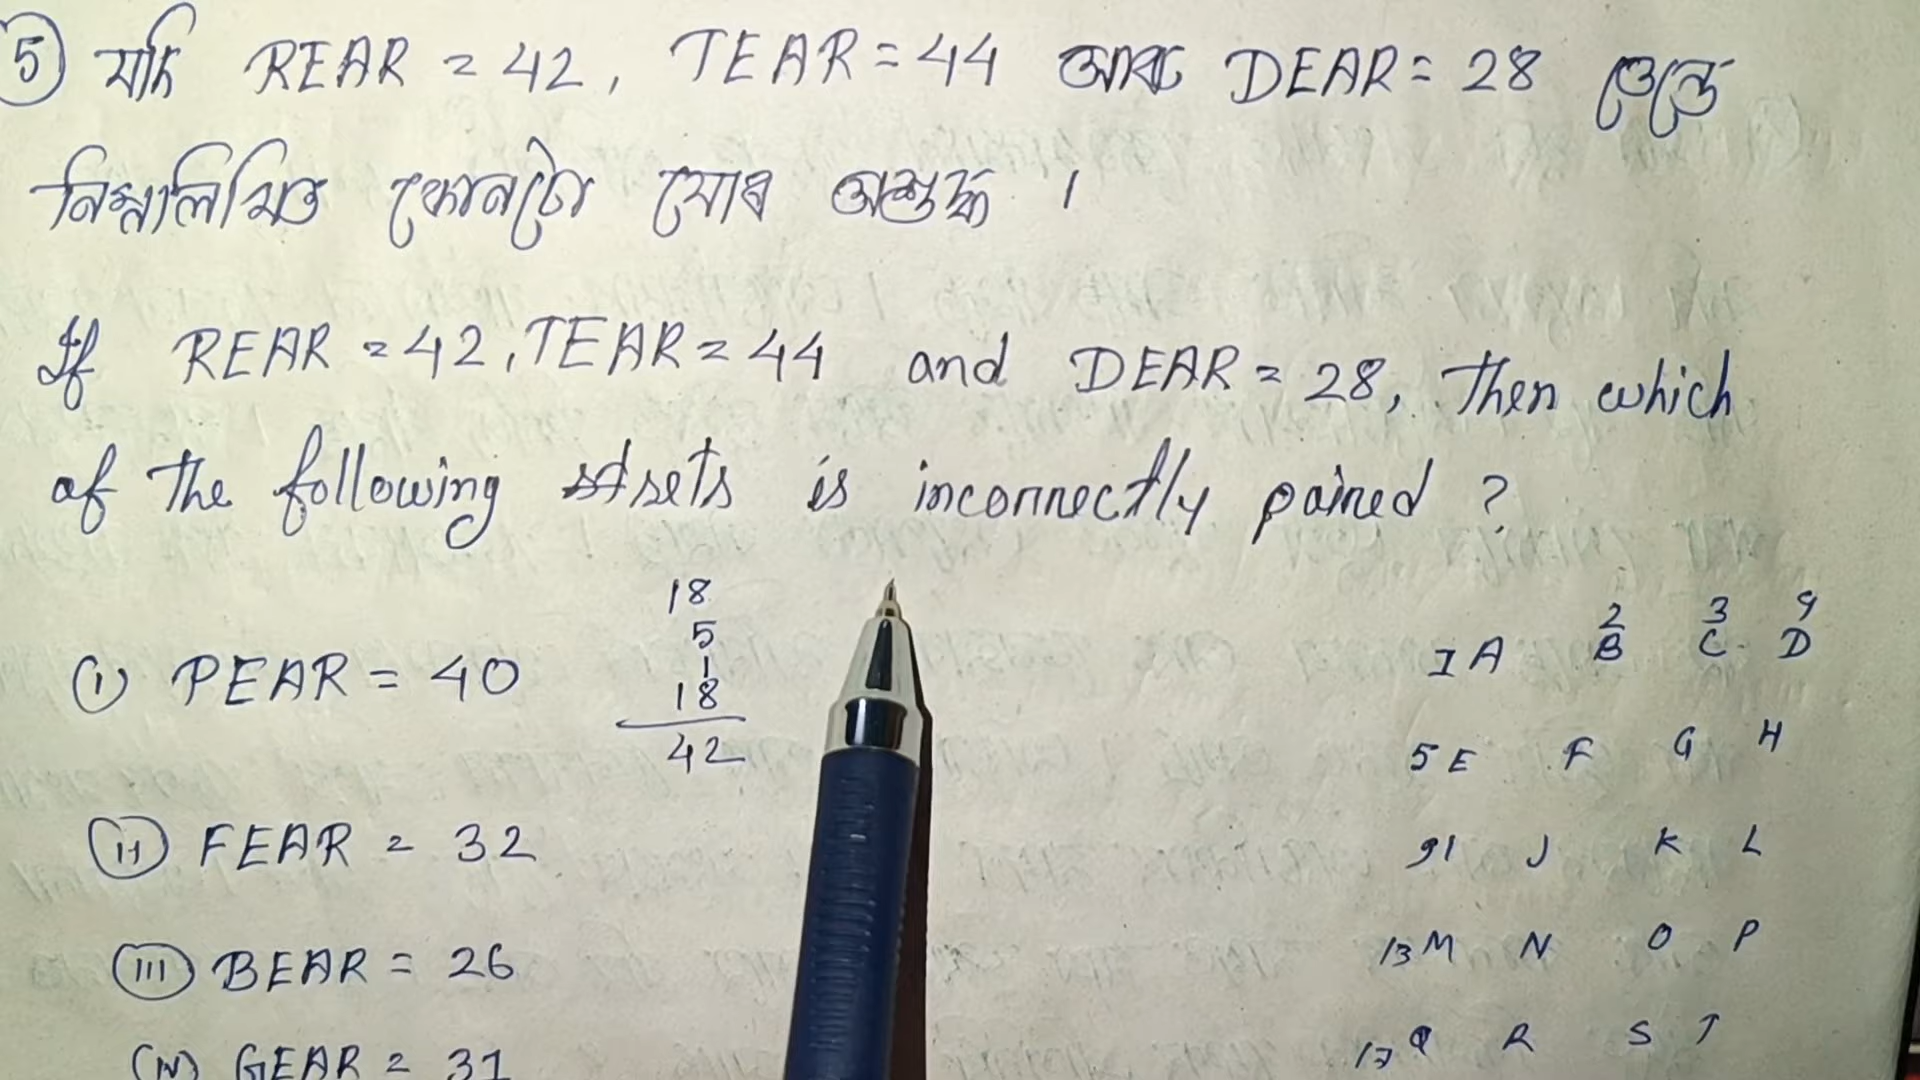 5 যদি REAR = 42, TEAR = 44 আৰু DEAR = 28 তেন্তে
নিম্নলিখিত কোনটো যোৰ অশুদ্ধ ।
If REAR = 42, TEAR = 44 and DEAR = 28, Then which
of the following sets is incorrectly paired ?
(i) PEAR = 40
18
5
1
18
42
(ii) FEAR = 32
(iii) BEAR = 26
(iv) GEAR = 31
2 3 4
1 A B C D
5 E F G H
9 I J K L
13 M N O P
17 Q R S T